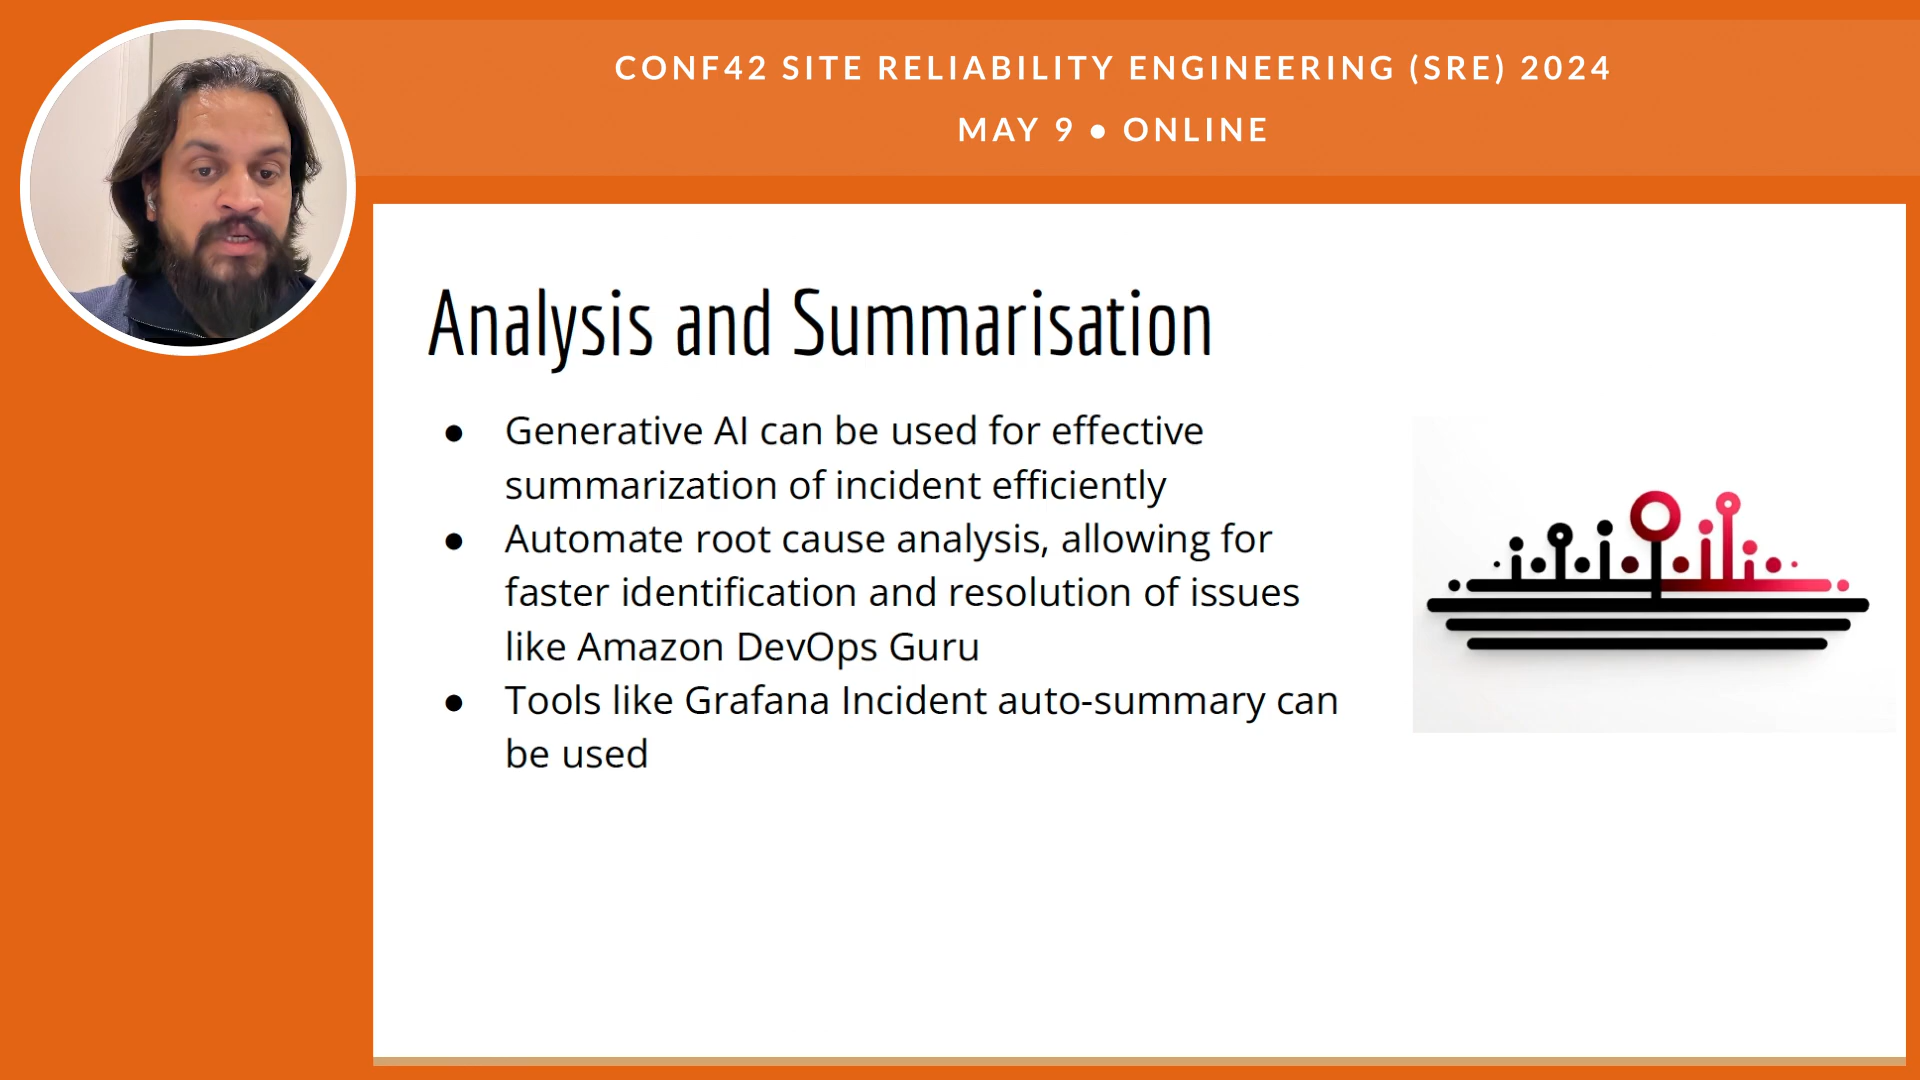 CONF42 SITE RELIABILITY ENGINEERING (SRE) 2024
MAY 9 • ONLINE
Analysis and Summarisation
● Generative AI can be used for effective
summarization of incident efficiently
● Automate root cause analysis, allowing for
faster identification and resolution of issues
like Amazon DevOps Guru
● Tools like Grafana Incident auto-summary can
be used